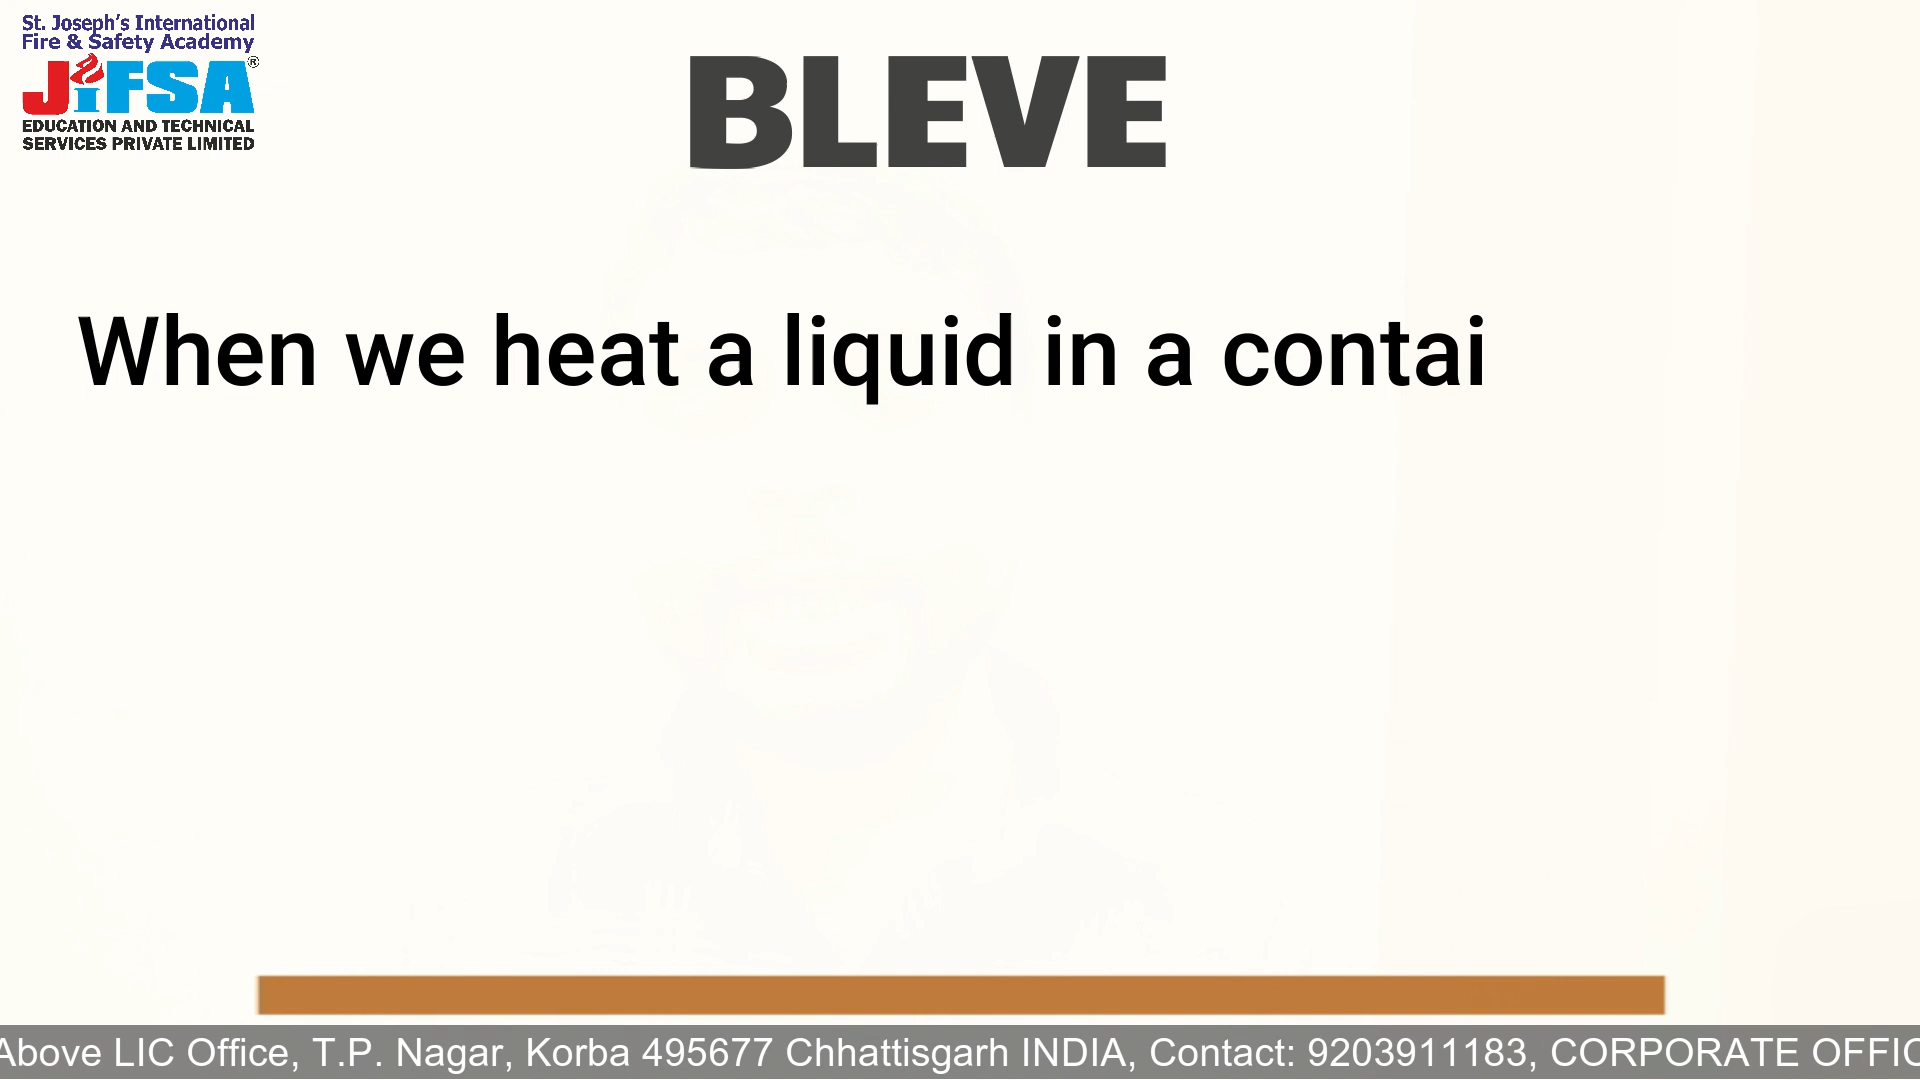 St. Joseph's International
Fire & Safety Academy
JiFSA®
EDUCATION AND TECHNICAL
SERVICES PRIVATE LIMITED
BLEVE
When we heat a liquid in a contai
Above LIC Office, T.P. Nagar, Korba 495677 Chhattisgarh INDIA, Contact: 9203911183, CORPORATE OFFIC